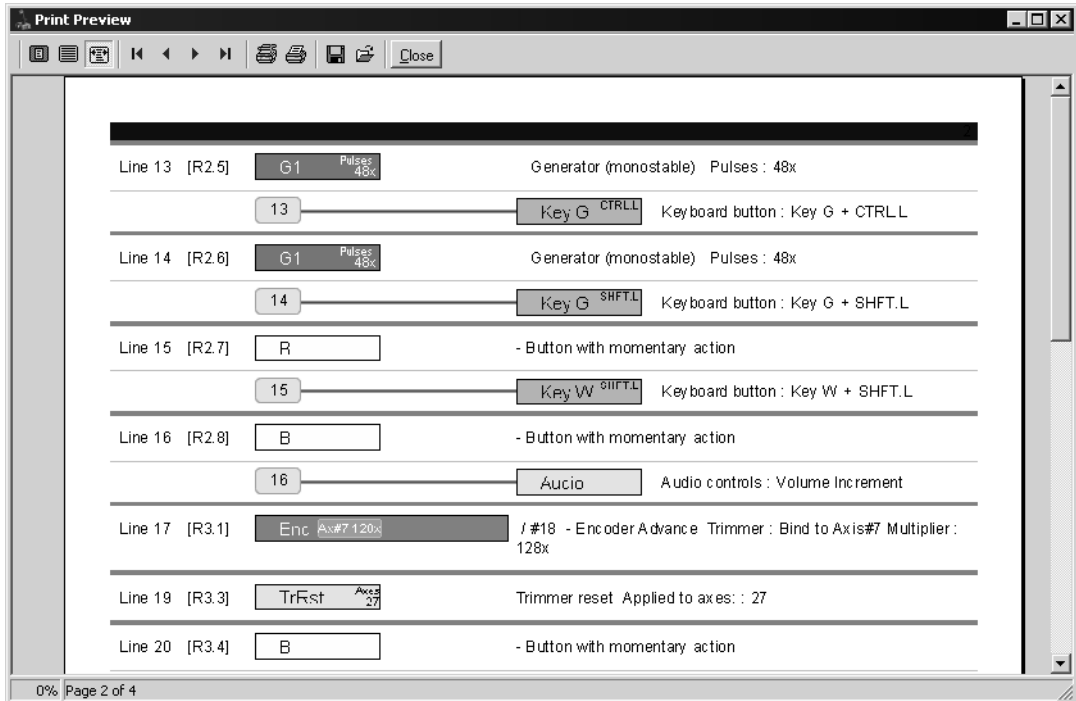 Print Preview
Close
2
Line 13 [R2.5] G1 Pulses 48x Generator (monostable) Pulses : 48x
13 Key G CTRL.L Keyboard button : Key G + CTRL.L
Line 14 [R2.6] G1 Pulses 48x Generator (monostable) Pulses : 48x
14 Key G SHFT.L Keyboard button : Key G + SHFT.L
Line 15 [R2.7] R - Button with momentary action
15 Key W SHFT.L Keyboard button : Key W + SHFT.L
Line 16 [R2.8] B - Button with momentary action
16 Aucio Audio controls : Volume Increment
Line 17 [R3.1] Enc Ax#7 120x / #18 - Encoder Advance Trimmer : Bind to Axis#7 Multiplier :
128x
Line 19 [R3.3] TrRst Axes 27 Trimmer reset Applied to axes: : 27
Line 20 [R3.4] B - Button with momentary action
0% Page 2 of 4